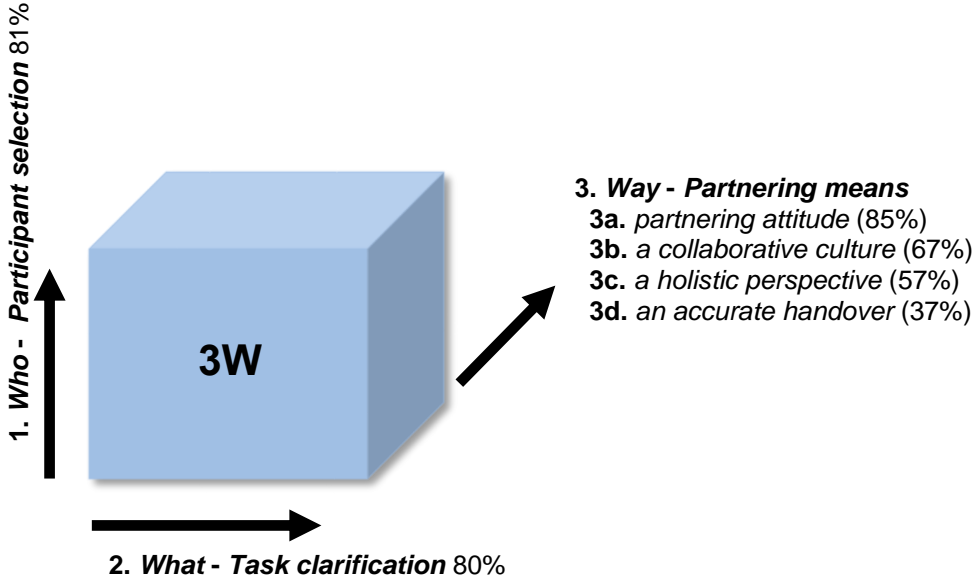 1. Who - Participant selection 81%
3W
3. Way - Partnering means
3a. partnering attitude (85%)
3b. a collaborative culture (67%)
3c. a holistic perspective (57%)
3d. an accurate handover (37%)
2. What - Task clarification 80%